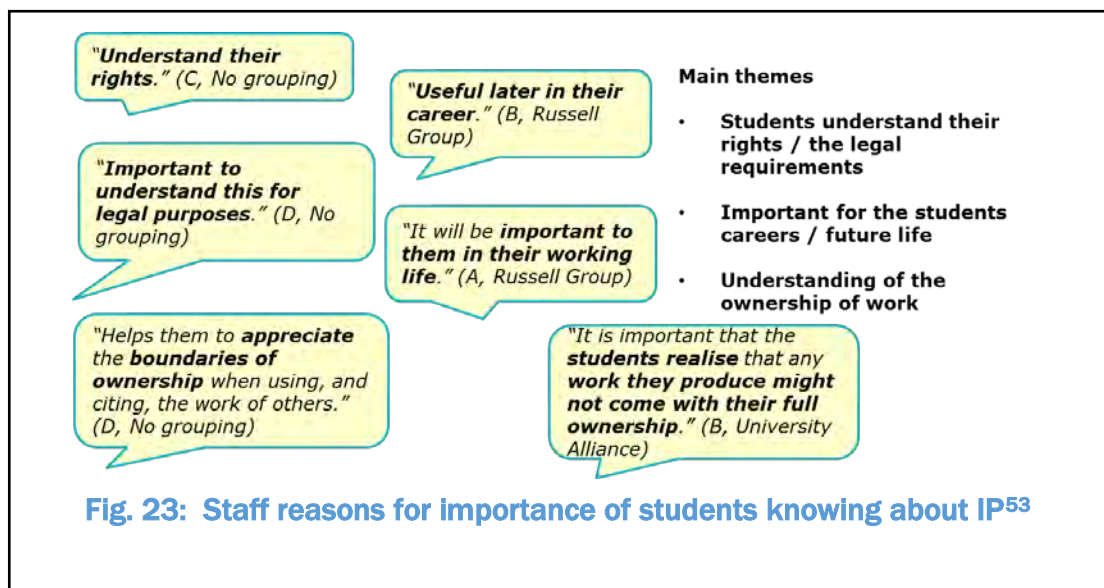 "Understand their
rights." (C, No grouping)
"Useful later in their
career." (B, Russell
Group)
"Important to
understand this for
legal purposes." (D, No
grouping)
"It will be important to
them in their working
life." (A, Russell Group)
"Helps them to appreciate
the boundaries of
ownership when using, and
citing, the work of others."
(D, No grouping)
"It is important that the
students realise that any
work they produce might
not come with their full
ownership." (B, University
Alliance)
Main themes
• Students understand their
rights / the legal
requirements
• Important for the students
careers / future life
• Understanding of the
ownership of work
Fig. 23: Staff reasons for importance of students knowing about IP53